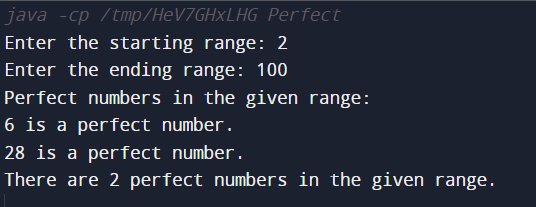 java -cp /tmp/HeV7GHxLHG Perfect
Enter the starting range: 2
Enter the ending range: 100
Perfect numbers in the given range:
6 is a perfect number.
28 is a perfect number.
There are 2 perfect numbers in the given range.